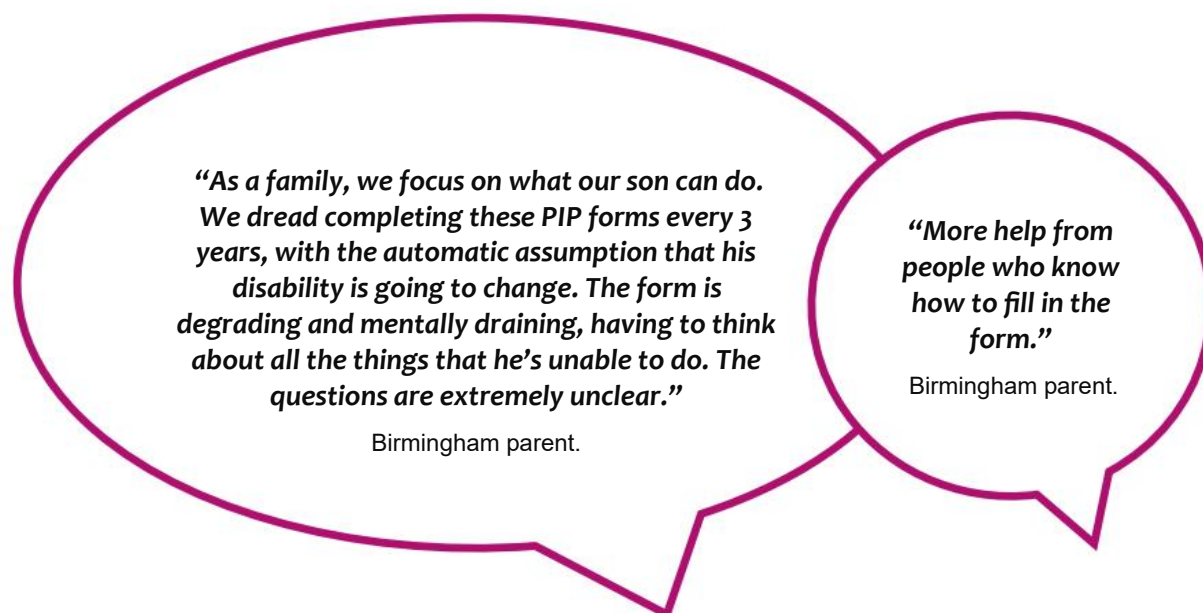 “As a family, we focus on what our son can do.
We dread completing these PIP forms every 3
years, with the automatic assumption that his
disability is going to change. The form is
degrading and mentally draining, having to think
about all the things that he’s unable to do. The
questions are extremely unclear.”
Birmingham parent.
“More help from
people who know
how to fill in the
form.”
Birmingham parent.